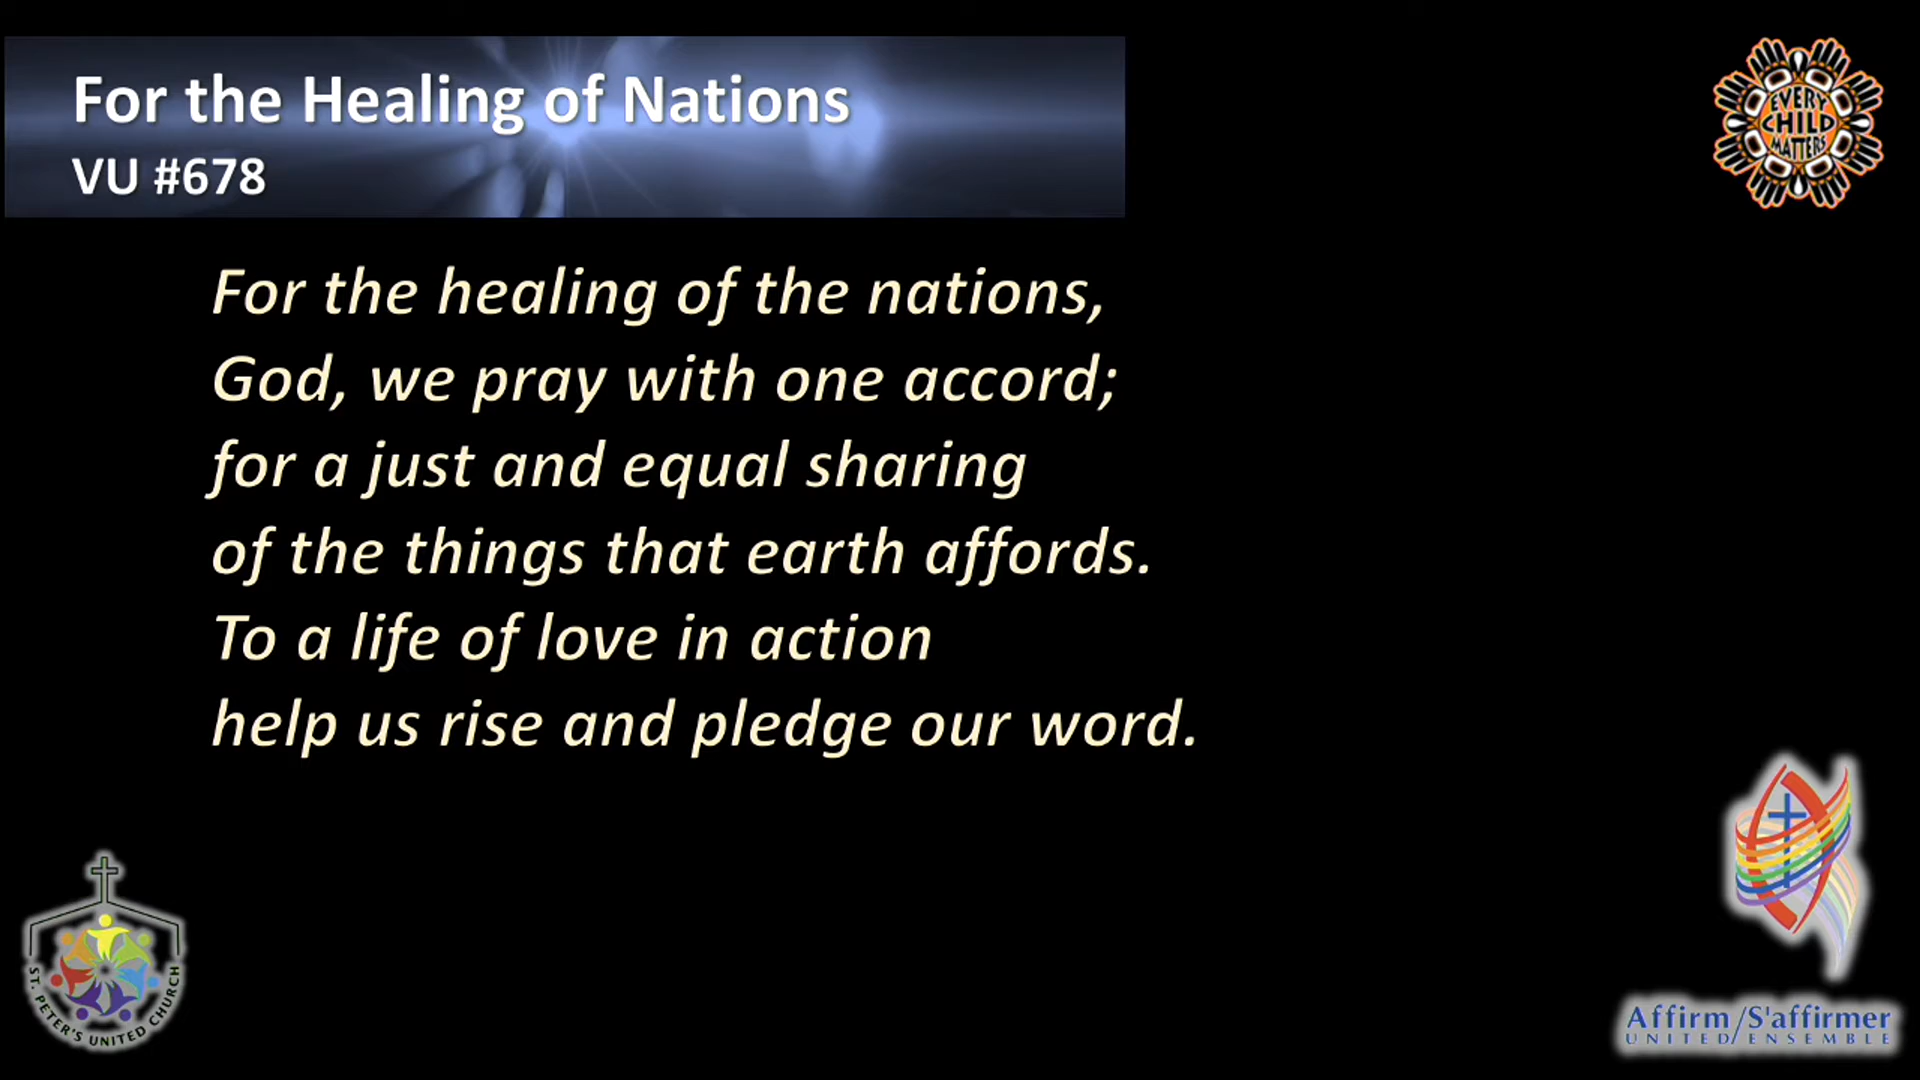 For the Healing of Nations
VU #678
EVERY
CHILD
MATTERS
For the healing of the nations,
God, we pray with one accord;
for a just and equal sharing
of the things that earth affords.
To a life of love in action
help us rise and pledge our word.
ST. PETER'S UNITED CHURCH
Affirm/S'affirmer
UNITED/ENSEMBLE